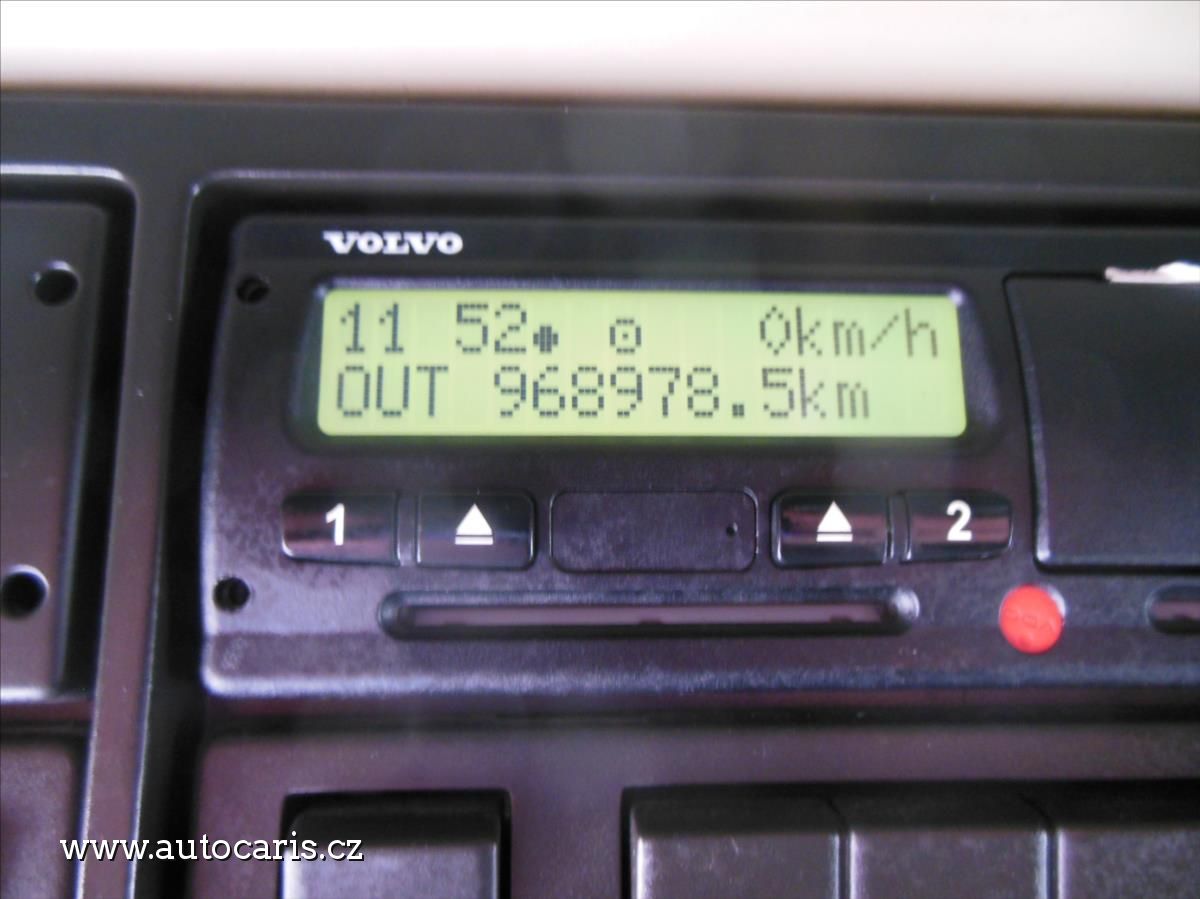 VOLVO
11 52 0km/h
OUT 968978.5km
1 2
www.autocaris.cz